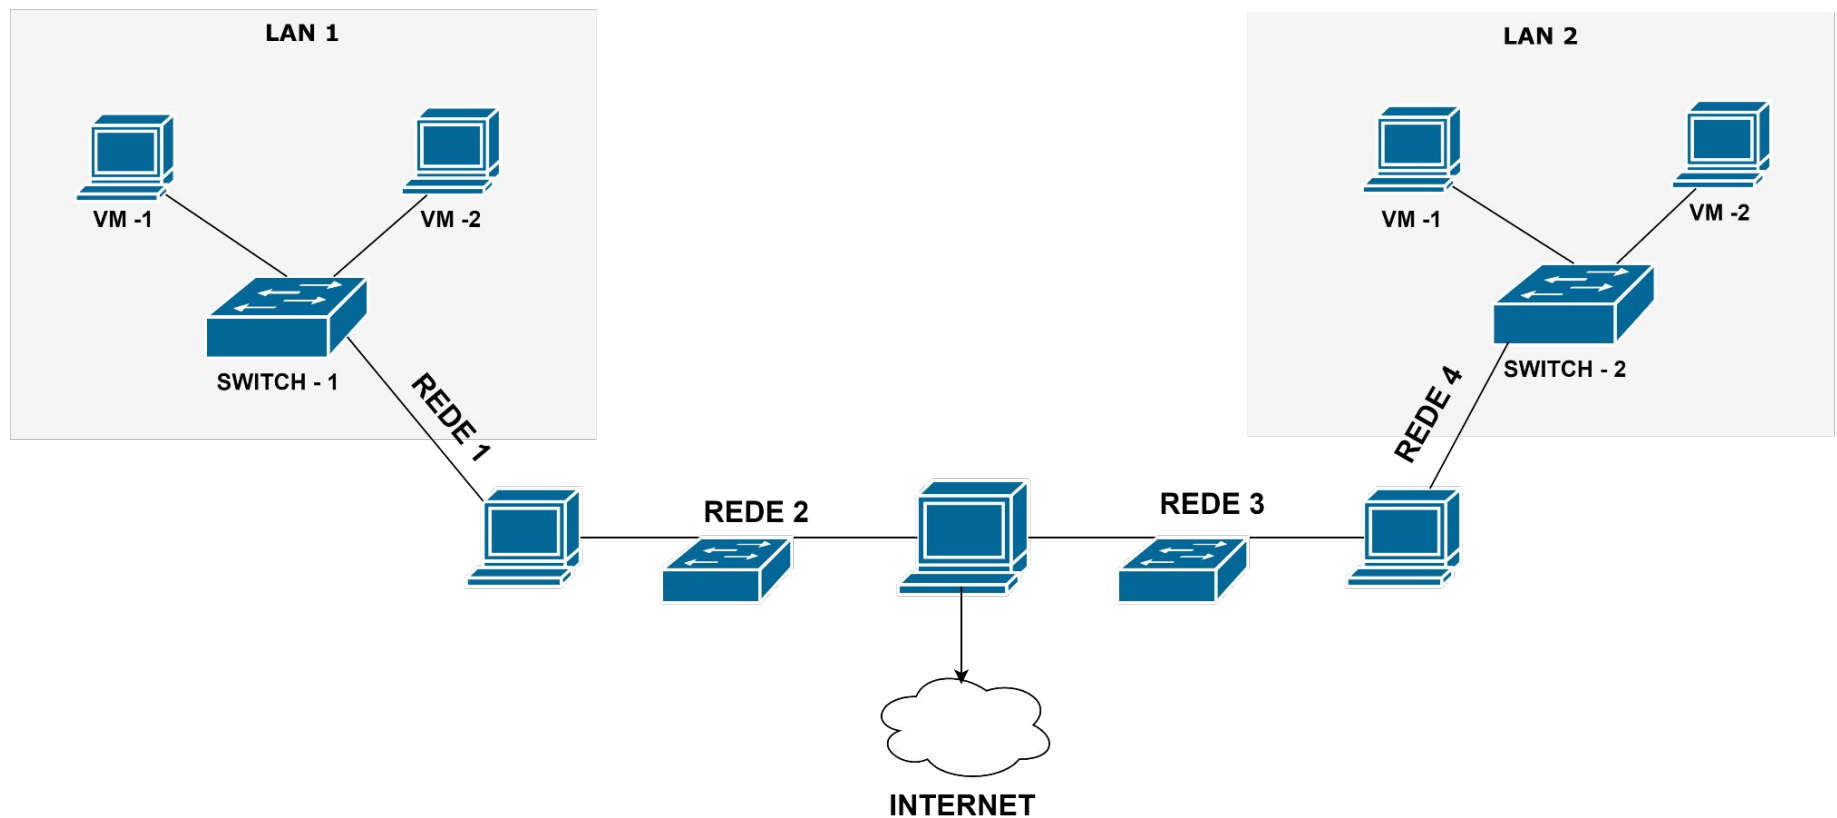 LAN 1
LAN 2
VM -1
VM -2
VM -1
VM -2
SWITCH - 1
SWITCH - 2
REDE 1
REDE 4
REDE 2
REDE 3
INTERNET